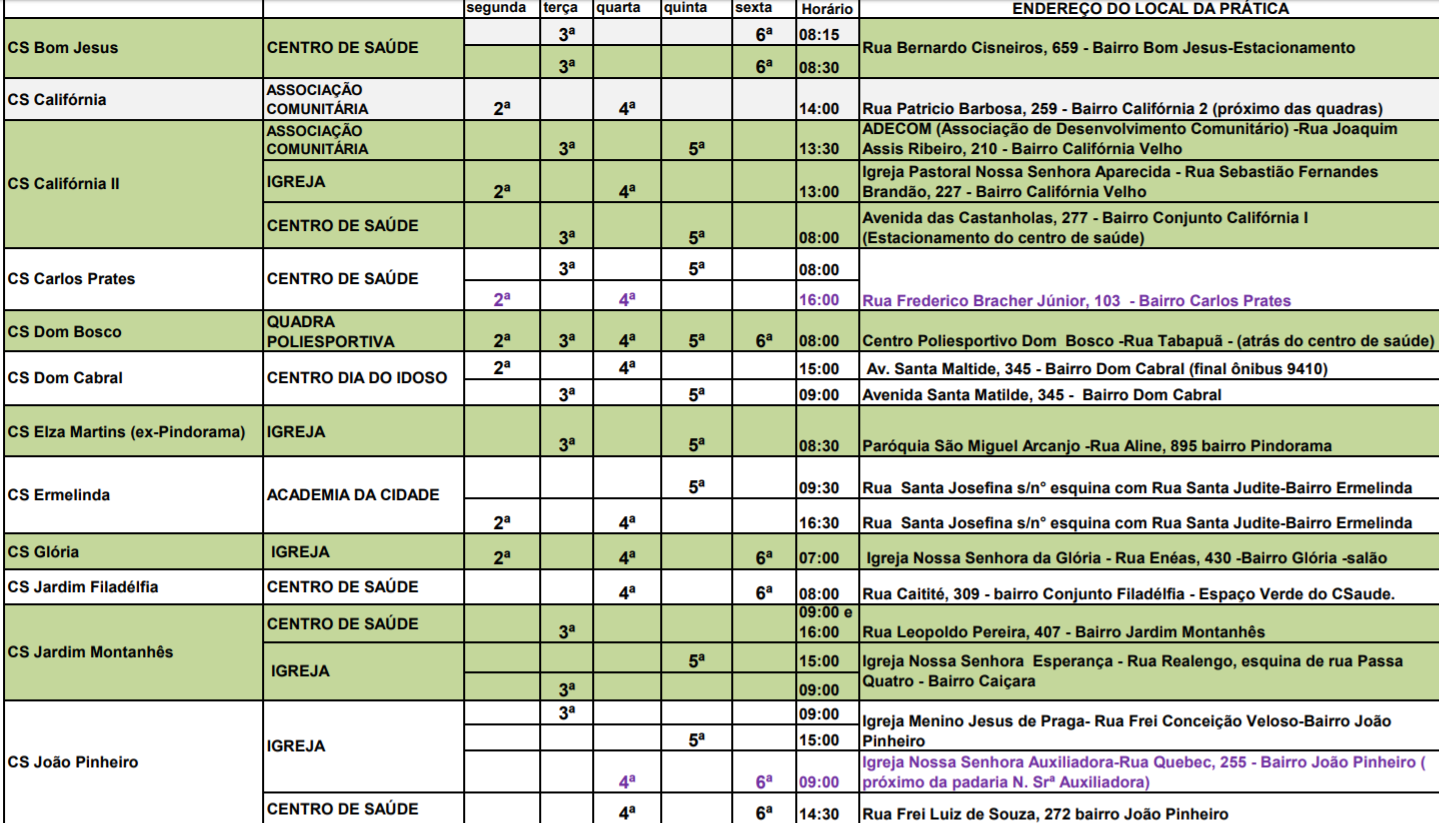 segunda terça quarta quinta sexta Horário ENDEREÇO DO LOCAL DA PRÁTICA
CS Bom Jesus CENTRO DE SAÚDE 3ª 6ª 08:15 Rua Bernardo Cisneiros, 659 - Bairro Bom Jesus-Estacionamento
3ª 6ª 08:30
CS Califórnia ASSOCIAÇÃO
COMUNITÁRIA 2ª 4ª 14:00 Rua Patricio Barbosa, 259 - Bairro Califórnia 2 (próximo das quadras)
CS Califórnia II ASSOCIAÇÃO
COMUNITÁRIA 3ª 5ª 13:30 ADECOM (Associação de Desenvolvimento Comunitário) -Rua Joaquim
Assis Ribeiro, 210 - Bairro Califórnia Velho
IGREJA 2ª 4ª 13:00 Igreja Pastoral Nossa Senhora Aparecida - Rua Sebastião Fernandes
Brandão, 227 - Bairro Califórnia Velho
CENTRO DE SAÚDE 3ª 5ª 08:00 Avenida das Castanholas, 277 - Bairro Conjunto Califórnia I
(Estacionamento do centro de saúde)
CS Carlos Prates CENTRO DE SAÚDE 3ª 5ª 08:00
2ª 4ª 16:00 Rua Frederico Bracher Júnior, 103 - Bairro Carlos Prates
CS Dom Bosco QUADRA
POLIESPORTIVA 2ª 3ª 4ª 5ª 6ª 08:00 Centro Poliesportivo Dom Bosco -Rua Tabapuã - (atrás do centro de saúde)
CS Dom Cabral CENTRO DIA DO IDOSO 2ª 4ª 15:00 Av. Santa Maltide, 345 - Bairro Dom Cabral (final ônibus 9410)
3ª 5ª 09:00 Avenida Santa Matilde, 345 - Bairro Dom Cabral
CS Elza Martins (ex-Pindorama) IGREJA 3ª 5ª 08:30 Paróquia São Miguel Arcanjo -Rua Aline, 895 bairro Pindorama
CS Ermelinda ACADEMIA DA CIDADE 5ª 09:30 Rua Santa Josefina s/n° esquina com Rua Santa Judite-Bairro Ermelinda
2ª 4ª 16:30 Rua Santa Josefina s/n° esquina com Rua Santa Judite-Bairro Ermelinda
CS Glória IGREJA 2ª 4ª 6ª 07:00 Igreja Nossa Senhora da Glória - Rua Enéas, 430 -Bairro Glória -salão
CS Jardim Filadélfia CENTRO DE SAÚDE 4ª 6ª 08:00 Rua Caitité, 309 - bairro Conjunto Filadélfia - Espaço Verde do CSaude.
CS Jardim Montanhês CENTRO DE SAÚDE 3ª 09:00 e
16:00 Rua Leopoldo Pereira, 407 - Bairro Jardim Montanhês
IGREJA 5ª 15:00 Igreja Nossa Senhora Esperança - Rua Realengo, esquina de rua Passa
Quatro - Bairro Caiçara
3ª 09:00
CS João Pinheiro IGREJA 3ª 09:00 Igreja Menino Jesus de Praga- Rua Frei Conceição Veloso-Bairro João
Pinheiro
5ª 15:00
4ª 6ª 09:00 Igreja Nossa Senhora Auxiliadora-Rua Quebec, 255 - Bairro João Pinheiro (
próximo da padaria N. Srª Auxiliadora)
CENTRO DE SAÚDE 4ª 6ª 14:30 Rua Frei Luiz de Souza, 272 bairro João Pinheiro